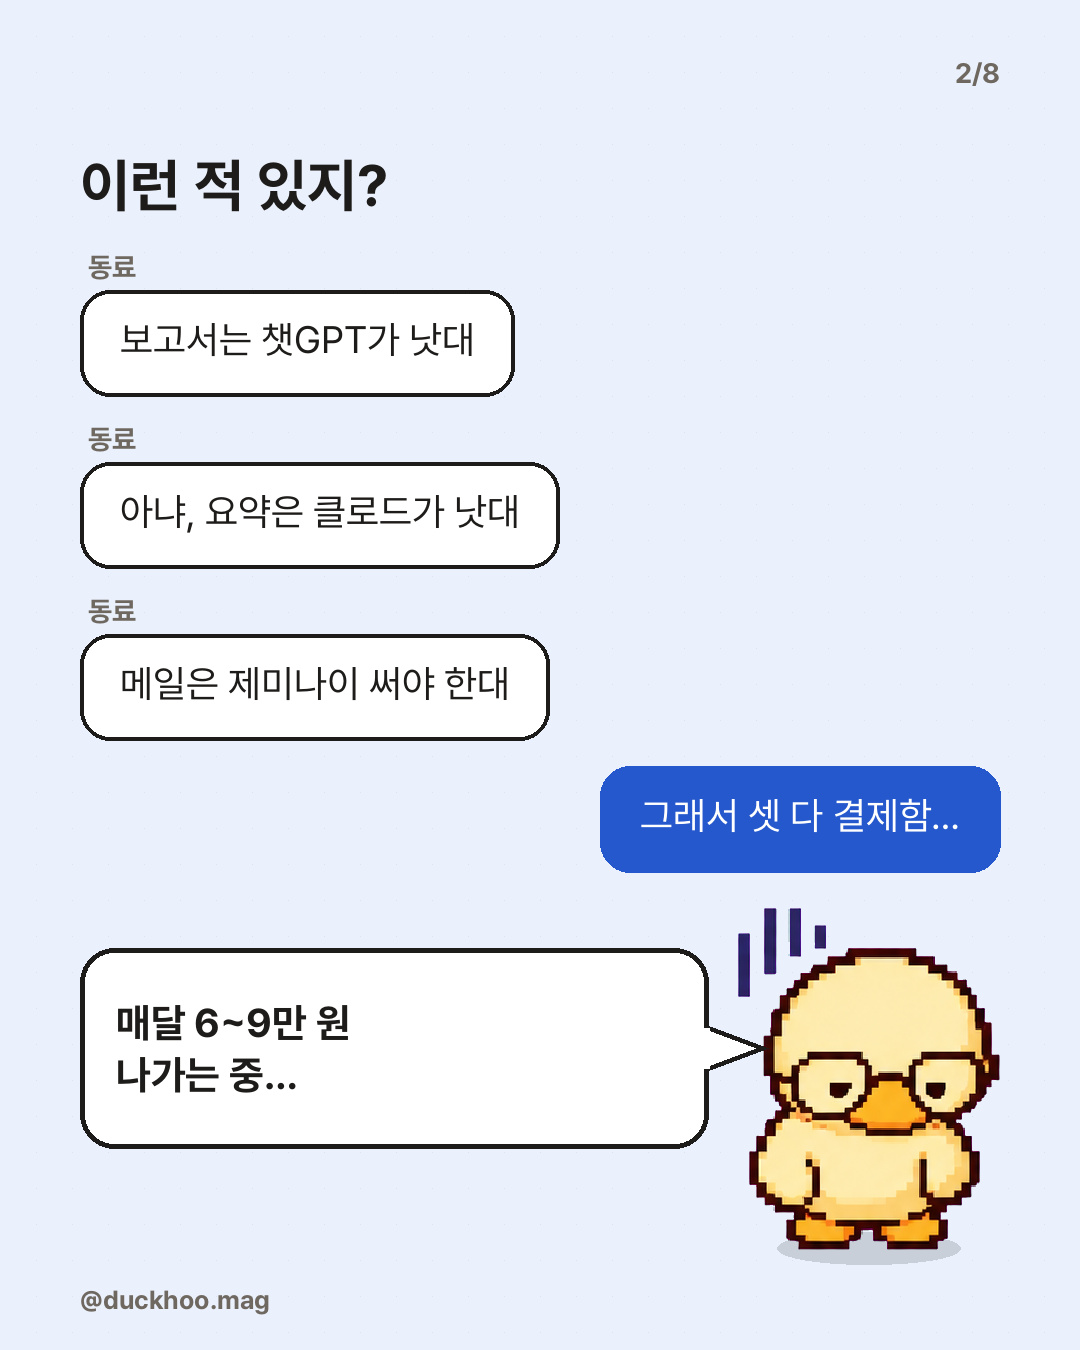 2/8
이런 적 있지?
동료
보고서는 챗GPT가 낫대
동료
아냐, 요약은 클로드가 낫대
동료
메일은 제미나이 써야 한대
그래서 셋 다 결제함...
매달 6~9만 원
나가는 중...
@duckhoo.mag